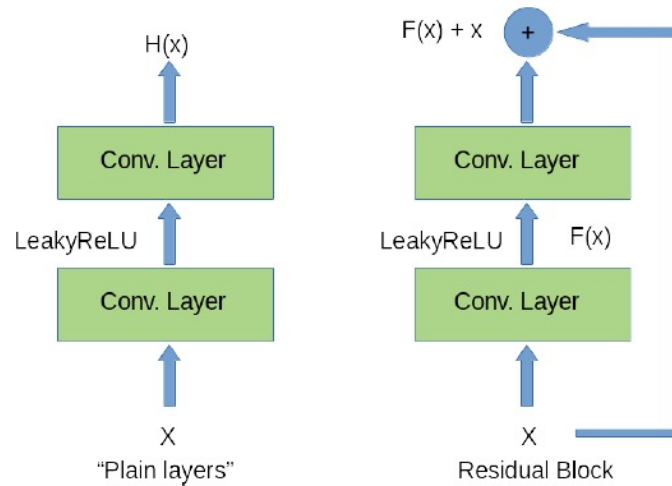 H(x)
Conv. Layer
LeakyReLU
Conv. Layer
X
“Plain layers”
F(x) + x
+
Conv. Layer
LeakyReLU
F(x)
Conv. Layer
X
Residual Block